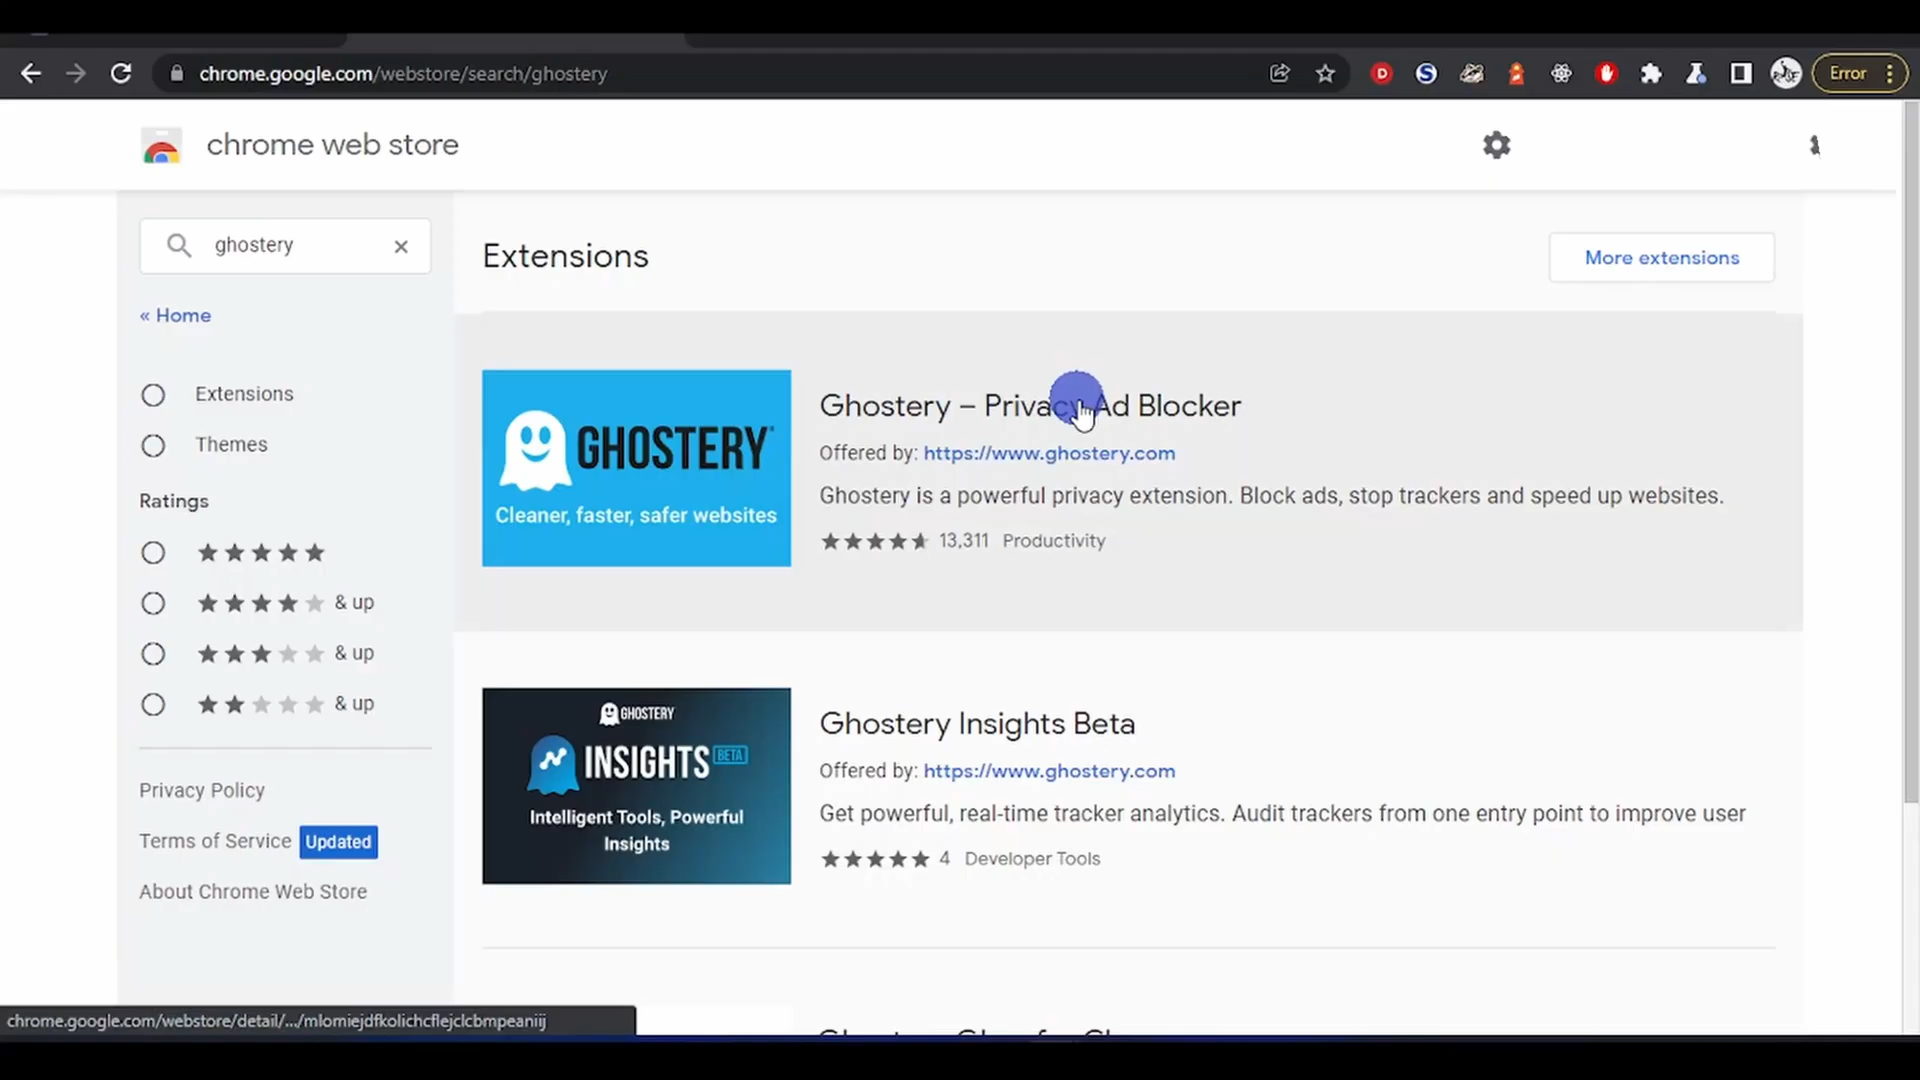 chrome.google.com/webstore/search/ghostery
Error
chrome web store
ghostery
« Home
Extensions
Themes
Ratings
& up
& up
& up
Privacy Policy
Terms of Service Updated
About Chrome Web Store
Extensions
More extensions
GHOSTERY
Cleaner, faster, safer websites
Ghostery – Privacy Ad Blocker
Offered by: https://www.ghostery.com
Ghostery is a powerful privacy extension. Block ads, stop trackers and speed up websites.
13,311 Productivity
GHOSTERY
INSIGHTS BETA
Intelligent Tools, Powerful
Insights
Ghostery Insights Beta
Offered by: https://www.ghostery.com
Get powerful, real-time tracker analytics. Audit trackers from one entry point to improve user
4 Developer Tools
chrome.google.com/webstore/detail/.../mlomiejdfkolichcflejclcbmpeaniij